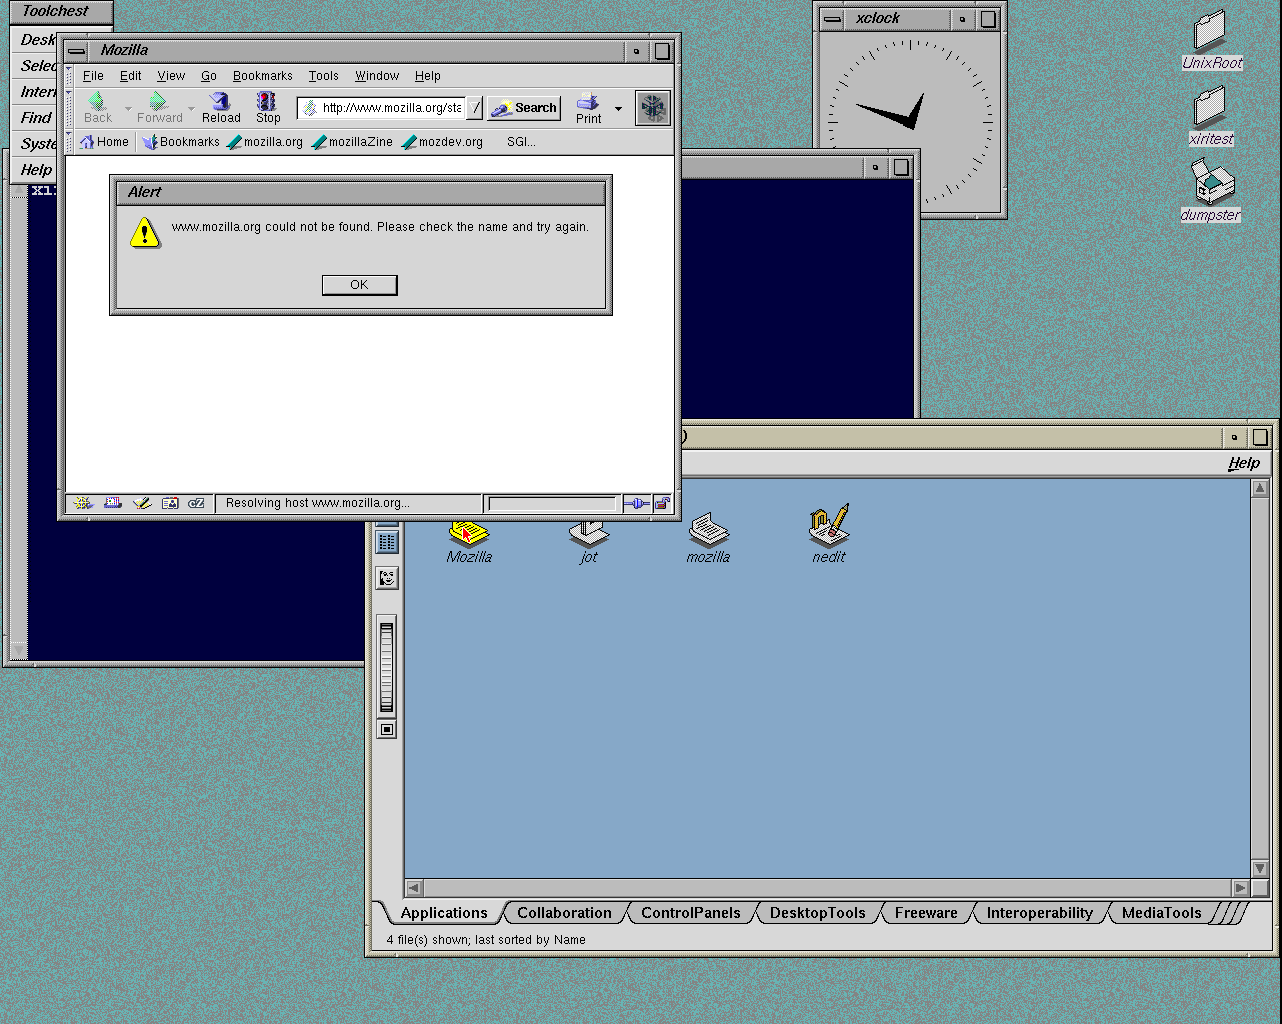 Toolchest
Desk
Selec
Interi
Find
Syste
Help
Mozilla
File Edit View Go Bookmarks Tools Window Help
Back Forward Reload Stop http://www.mozilla.org/sta Search Print
Home Bookmarks mozilla.org mozillaZine mozdev.org SGI...
Alert
www.mozilla.org could not be found. Please check the name and try again.
OK
Resolving host www.mozilla.org...
xclock
UnixRoot
xiritest
dumpster
Help
Mozilla jot mozilla nedit
Applications Collaboration ControlPanels DesktopTools Freeware Interoperability MediaTools
4 file(s) shown; last sorted by Name